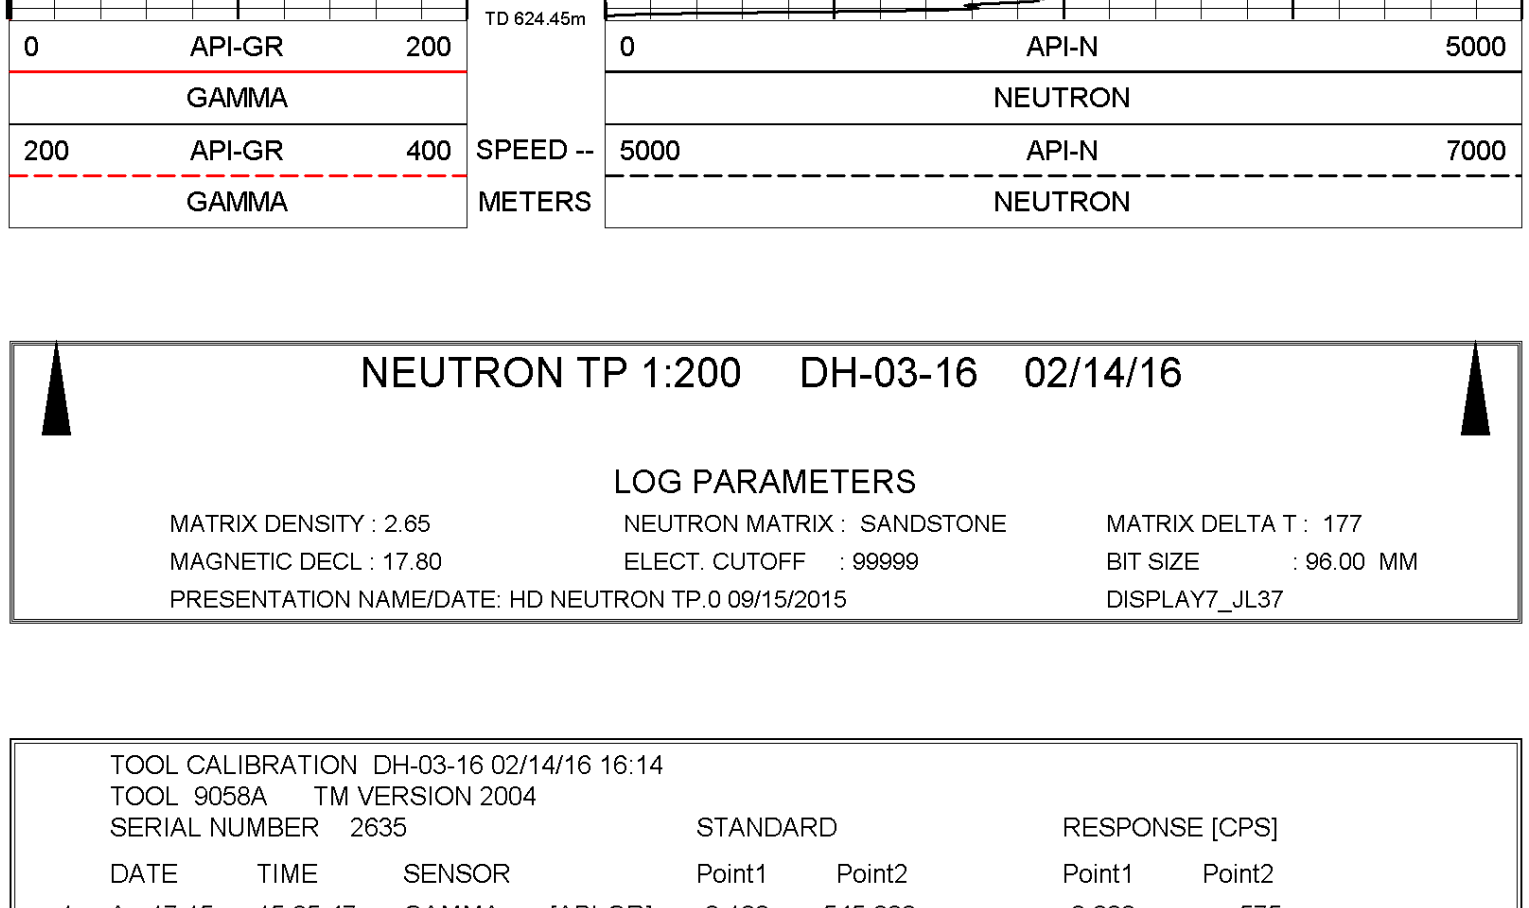 TD 624.45m
0 API-GR 200 0 API-N 5000
GAMMA NEUTRON
200 API-GR 400 SPEED -- 5000 API-N 7000
GAMMA METERS NEUTRON
NEUTRON TP 1:200 DH-03-16 02/14/16
LOG PARAMETERS
MATRIX DENSITY : 2.65 NEUTRON MATRIX : SANDSTONE MATRIX DELTA T : 177
MAGNETIC DECL : 17.80 ELECT. CUTOFF : 99999 BIT SIZE : 96.00 MM
PRESENTATION NAME/DATE: HD NEUTRON TP.0 09/15/2015 DISPLAY7_JL37
TOOL CALIBRATION DH-03-16 02/14/16 16:14
TOOL 9058A TM VERSION 2004
SERIAL NUMBER 2635 STANDARD RESPONSE [CPS]
DATE TIME SENSOR Point1 Point2 Point1 Point2
GAMMA [API-GR]